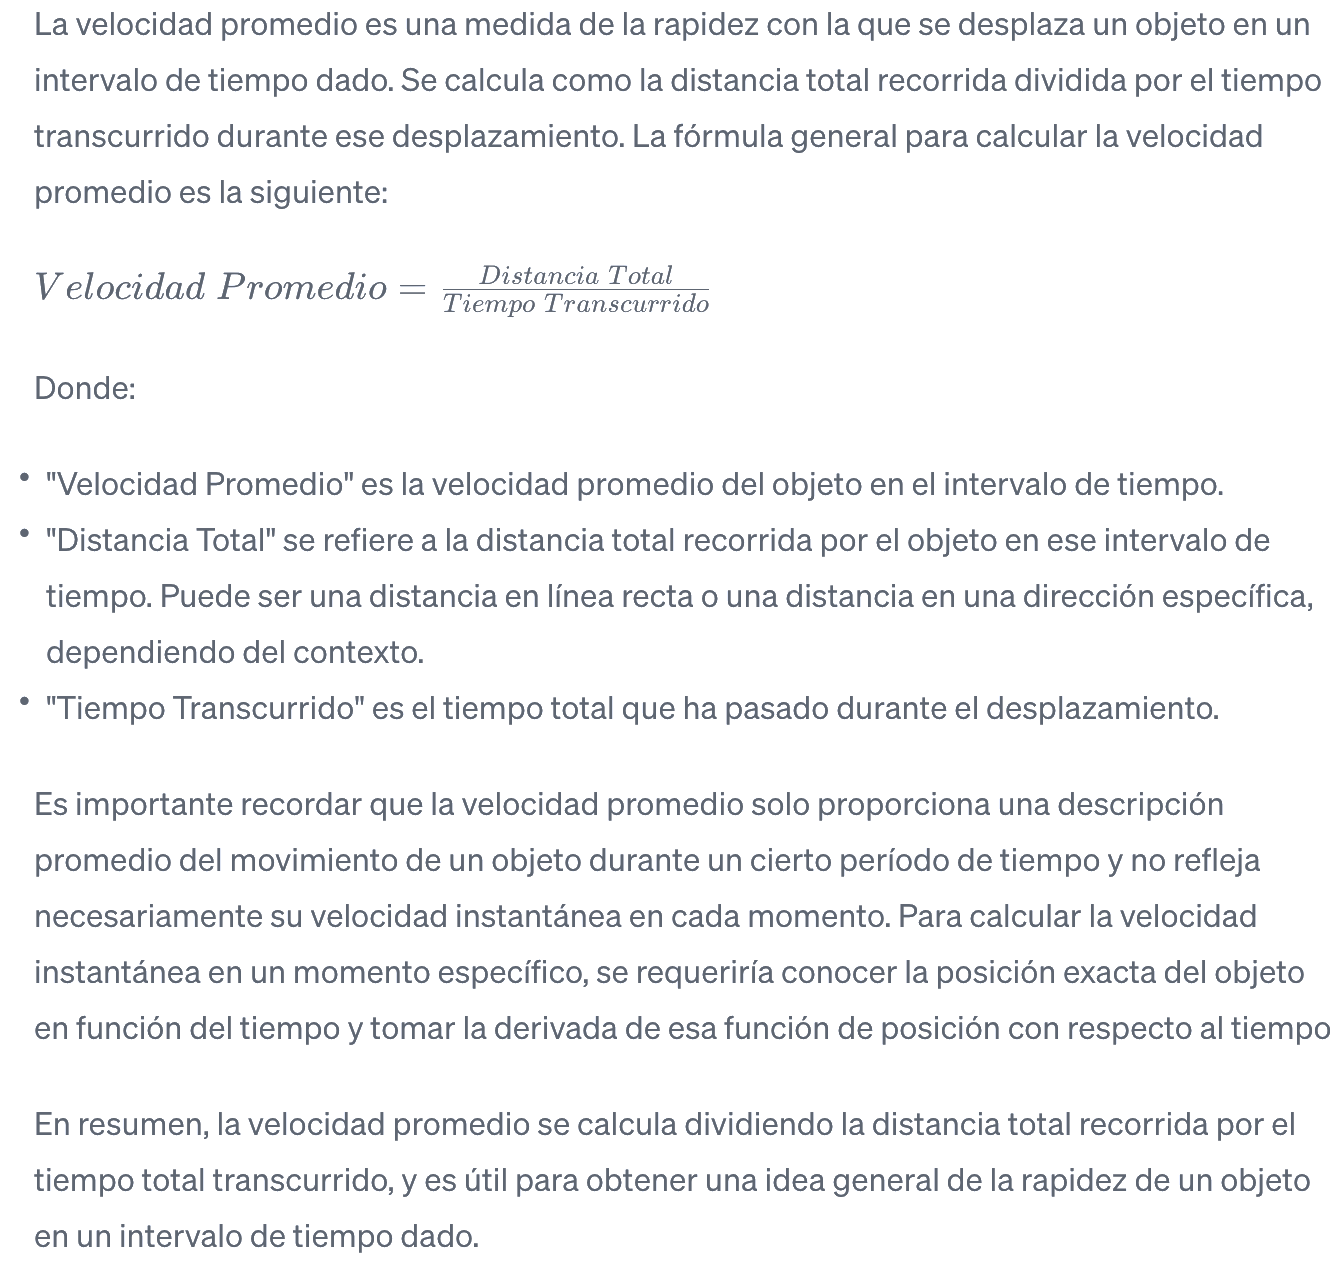 La velocidad promedio es una medida de la rapidez con la que se desplaza un objeto en un
intervalo de tiempo dado. Se calcula como la distancia total recorrida dividida por el tiempo
transcurrido durante ese desplazamiento. La fórmula general para calcular la velocidad
promedio es la siguiente:
Velocidad Promedio = \frac{Distancia Total}{Tiempo Transcurrido}
Donde:
• "Velocidad Promedio" es la velocidad promedio del objeto en el intervalo de tiempo.
• "Distancia Total" se refiere a la distancia total recorrida por el objeto en ese intervalo de
tiempo. Puede ser una distancia en línea recta o una distancia en una dirección específica,
dependiendo del contexto.
• "Tiempo Transcurrido" es el tiempo total que ha pasado durante el desplazamiento.
Es importante recordar que la velocidad promedio solo proporciona una descripción
promedio del movimiento de un objeto durante un cierto período de tiempo y no refleja
necesariamente su velocidad instantánea en cada momento. Para calcular la velocidad
instantánea en un momento específico, se requeriría conocer la posición exacta del objeto
en función del tiempo y tomar la derivada de esa función de posición con respecto al tiempo
En resumen, la velocidad promedio se calcula dividiendo la distancia total recorrida por el
tiempo total transcurrido, y es útil para obtener una idea general de la rapidez de un objeto
en un intervalo de tiempo dado.